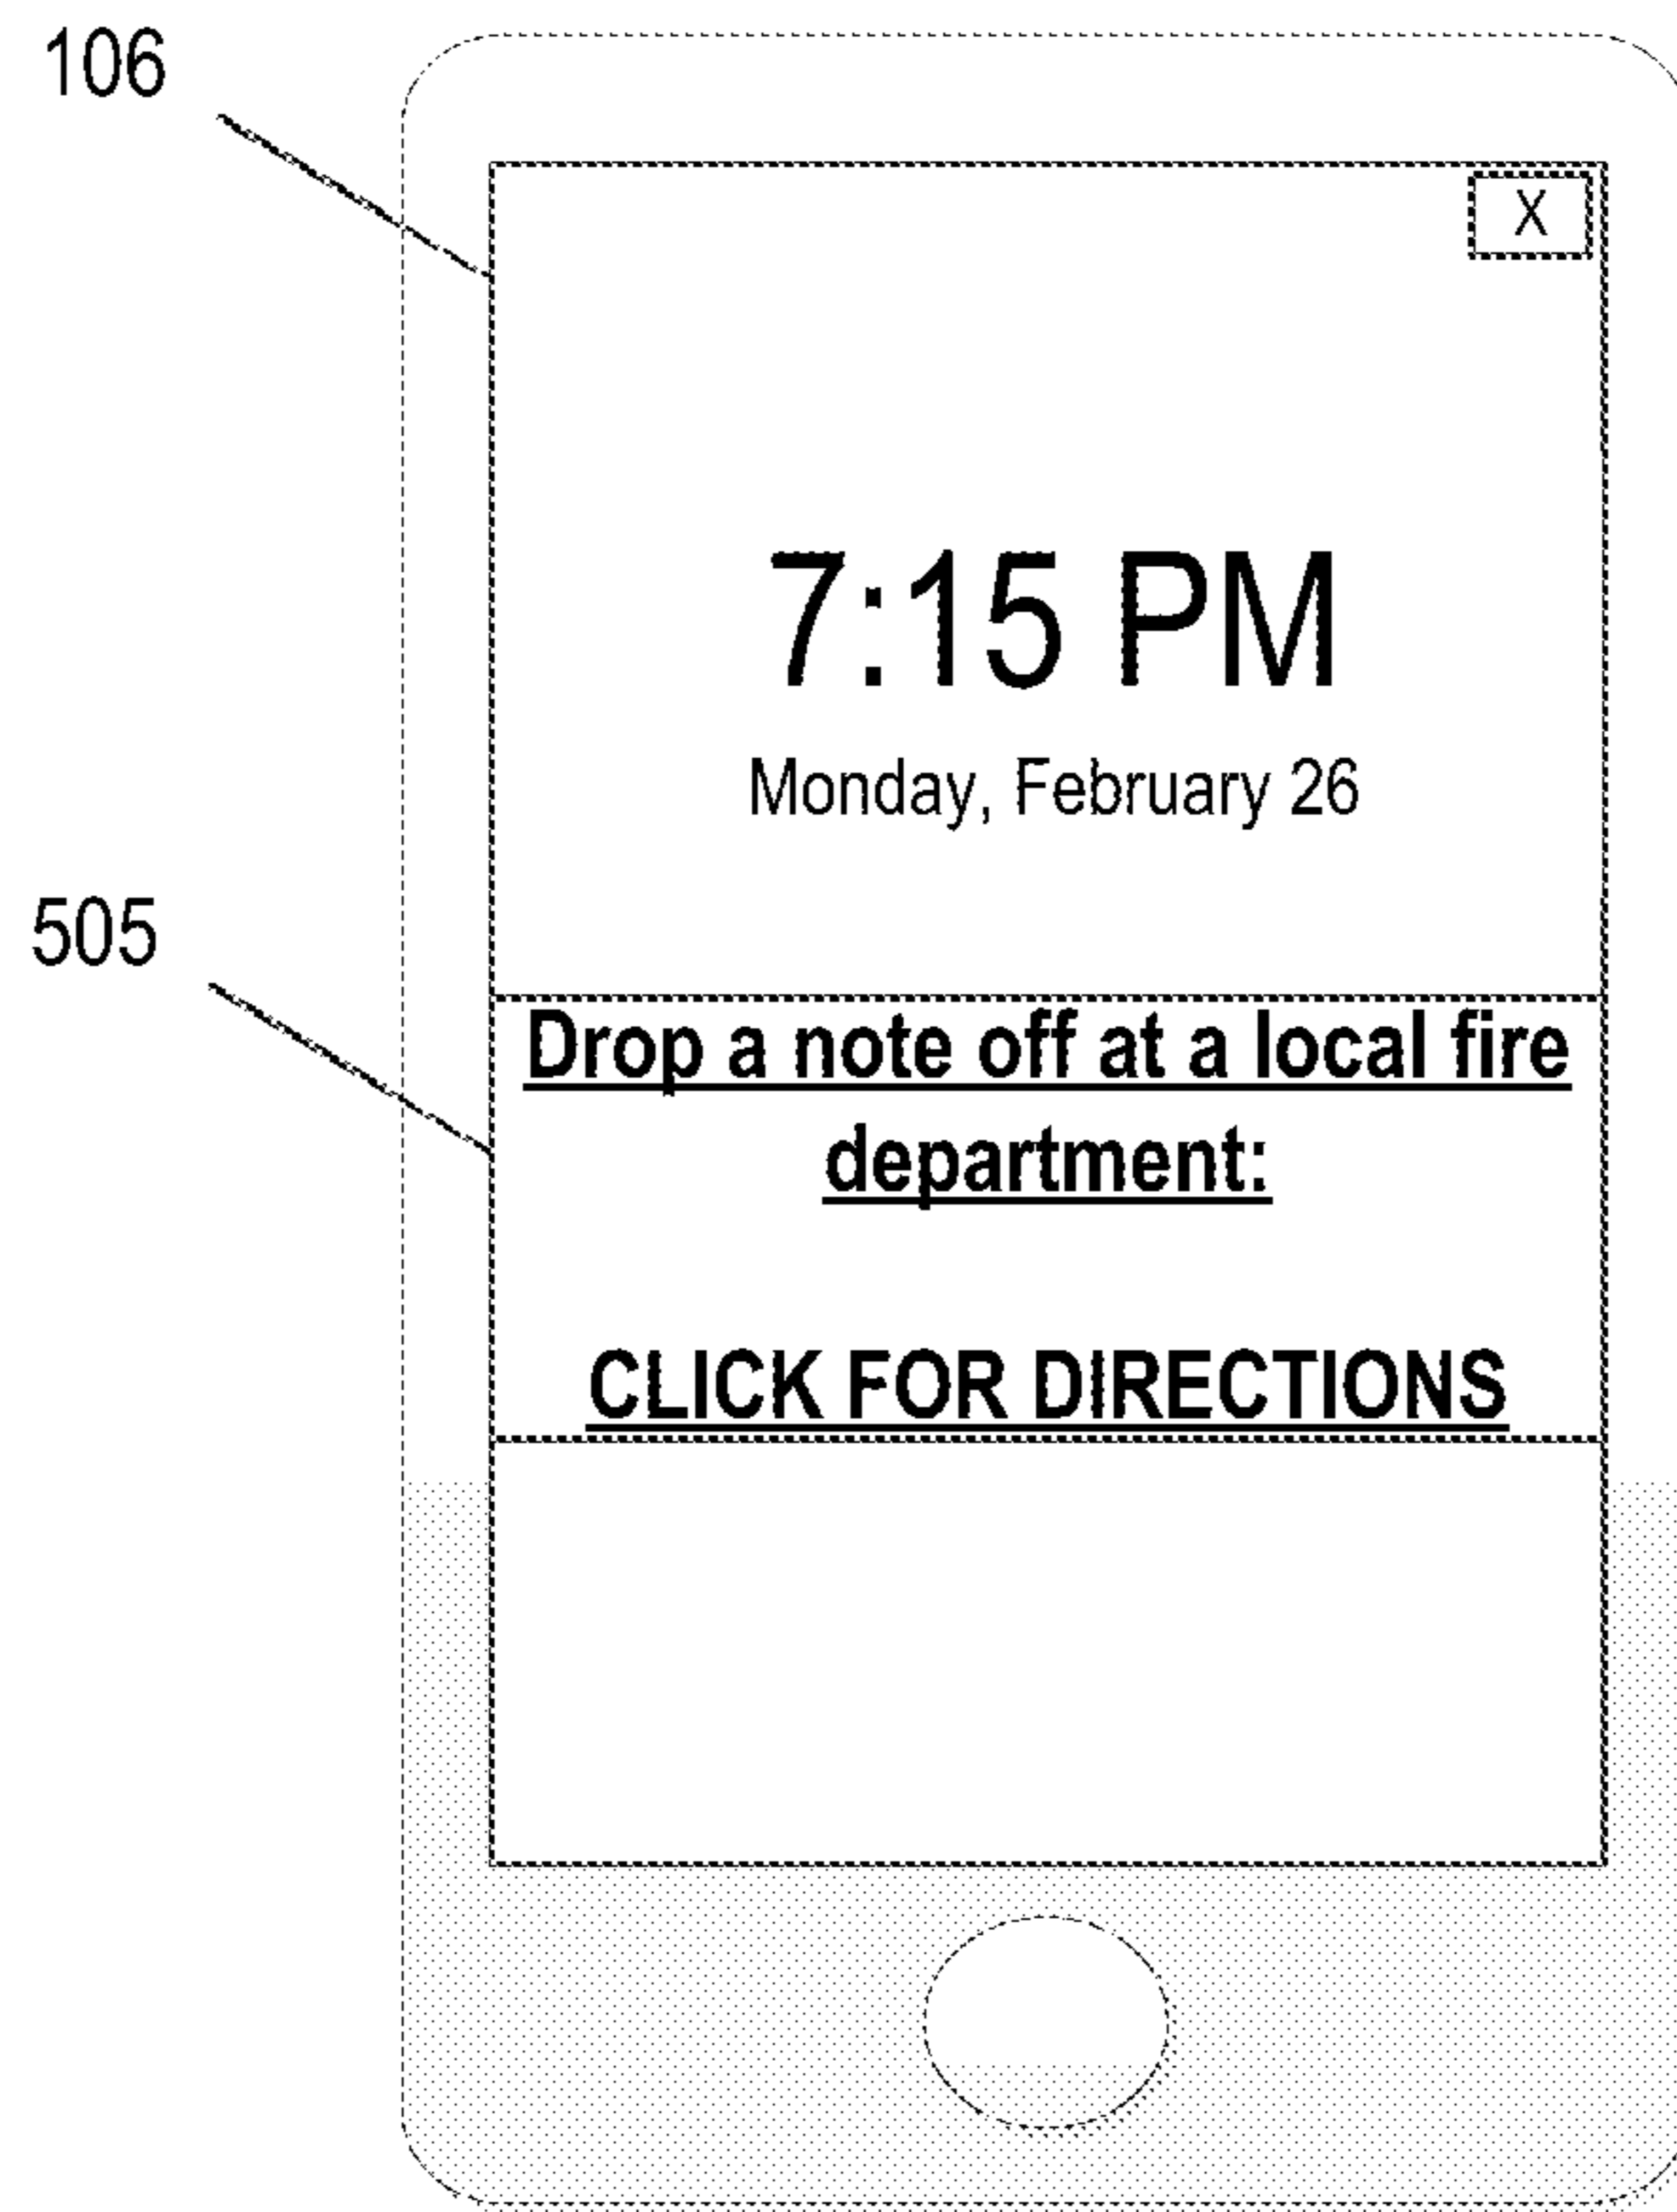 106
X
7:15 PM
Monday, February 26
505
Drop a note off at a local fire
department:
CLICK FOR DIRECTIONS